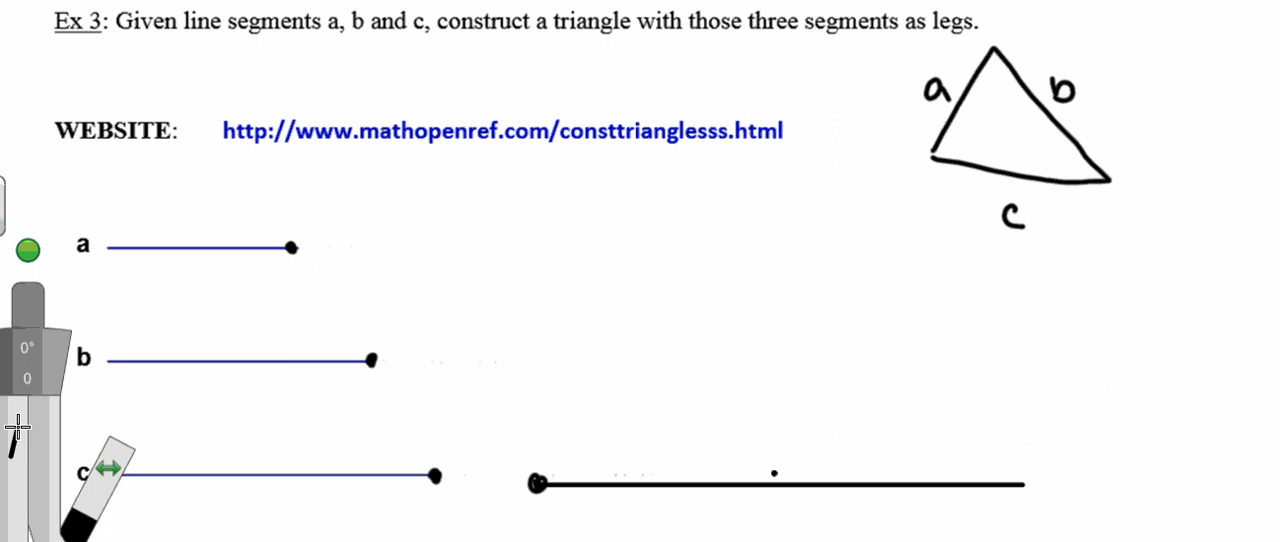 Ex 3: Given line segments a, b and c, construct a triangle with those three segments as legs.
a b
WEBSITE: http://www.mathopenref.com/consttrianglesss.html
c
a
0°
b
0
c